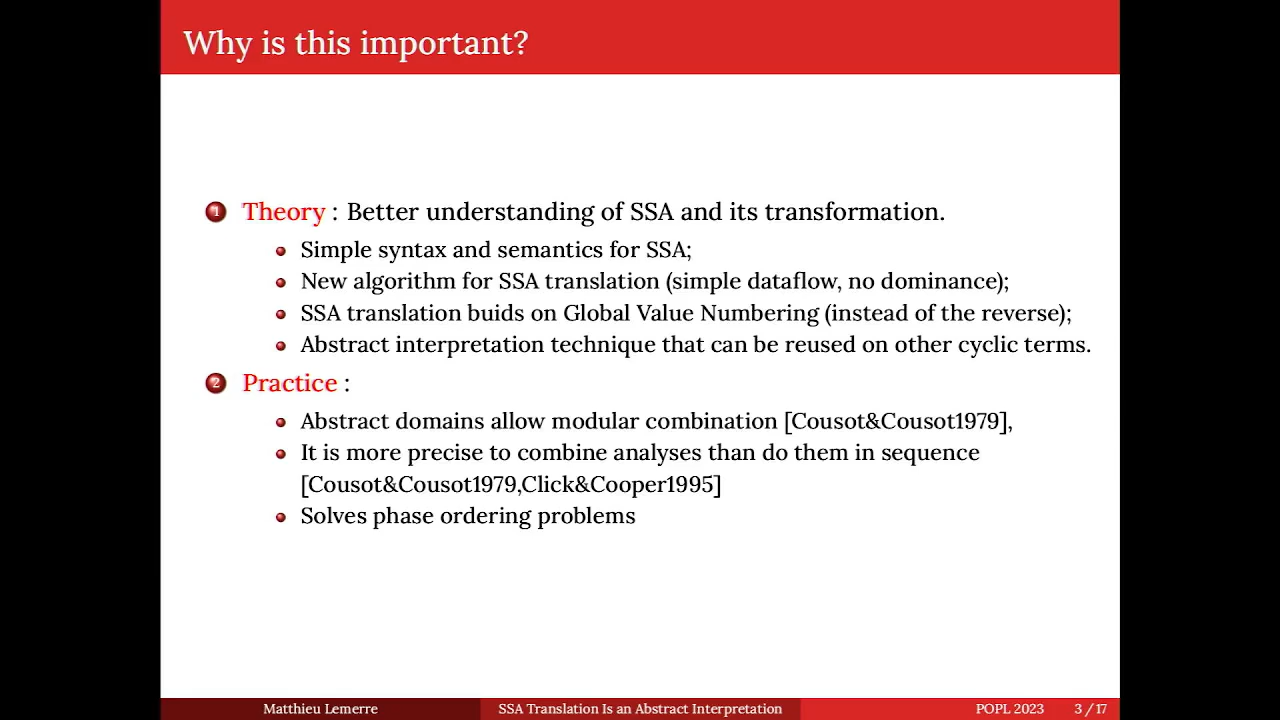 Why is this important?
1 Theory : Better understanding of SSA and its transformation.
Simple syntax and semantics for SSA;
New algorithm for SSA translation (simple dataflow, no dominance);
SSA translation buids on Global Value Numbering (instead of the reverse);
Abstract interpretation technique that can be reused on other cyclic terms.
2 Practice :
Abstract domains allow modular combination [Cousot&Cousot1979],
It is more precise to combine analyses than do them in sequence
[Cousot&Cousot1979,Click&Cooper1995]
Solves phase ordering problems
Matthieu Lemerre SSA Translation Is an Abstract Interpretation POPL 2023 3 / 17